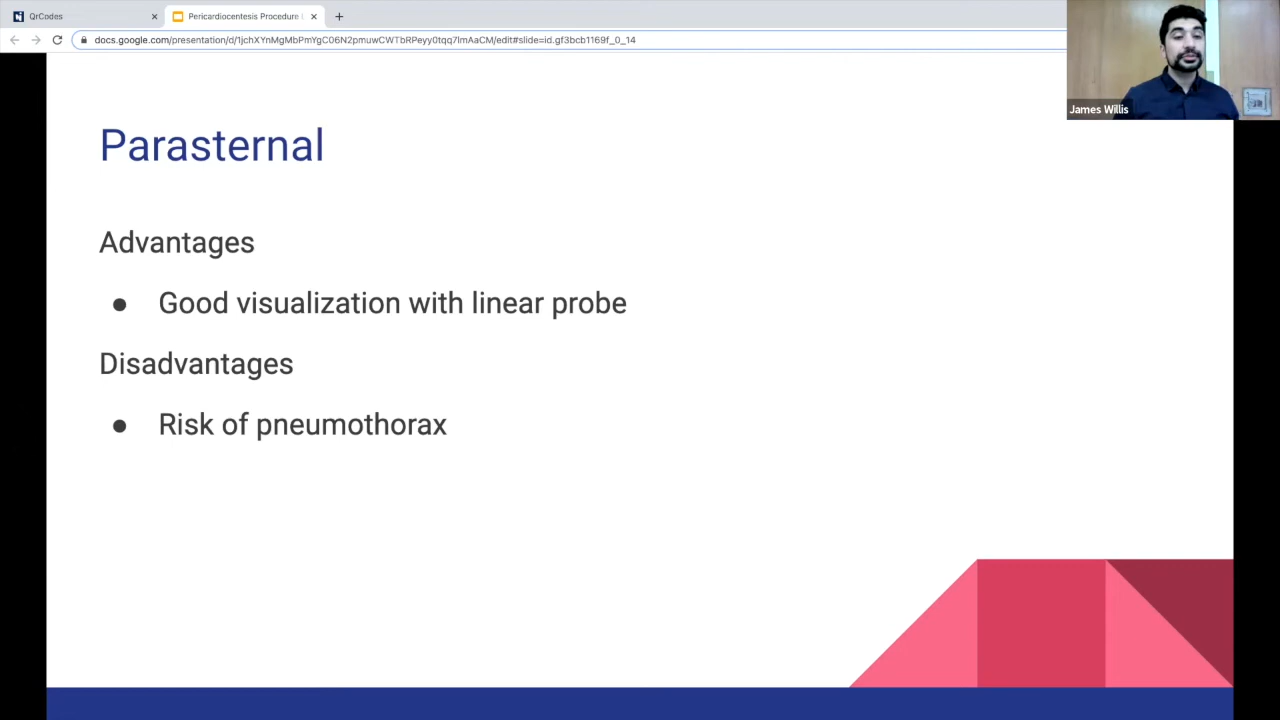 QrCodes
Pericardiocentesis Procedure L
docs.google.com/presentation/d/1jchXYnMgMbPmYgC06N2pmuwCWTbRPeyy0tqq7lmAaCM/edit#slide=id.gf3bcb1169f_0_14
James Willis
Parasternal
Advantages
● Good visualization with linear probe
Disadvantages
● Risk of pneumothorax